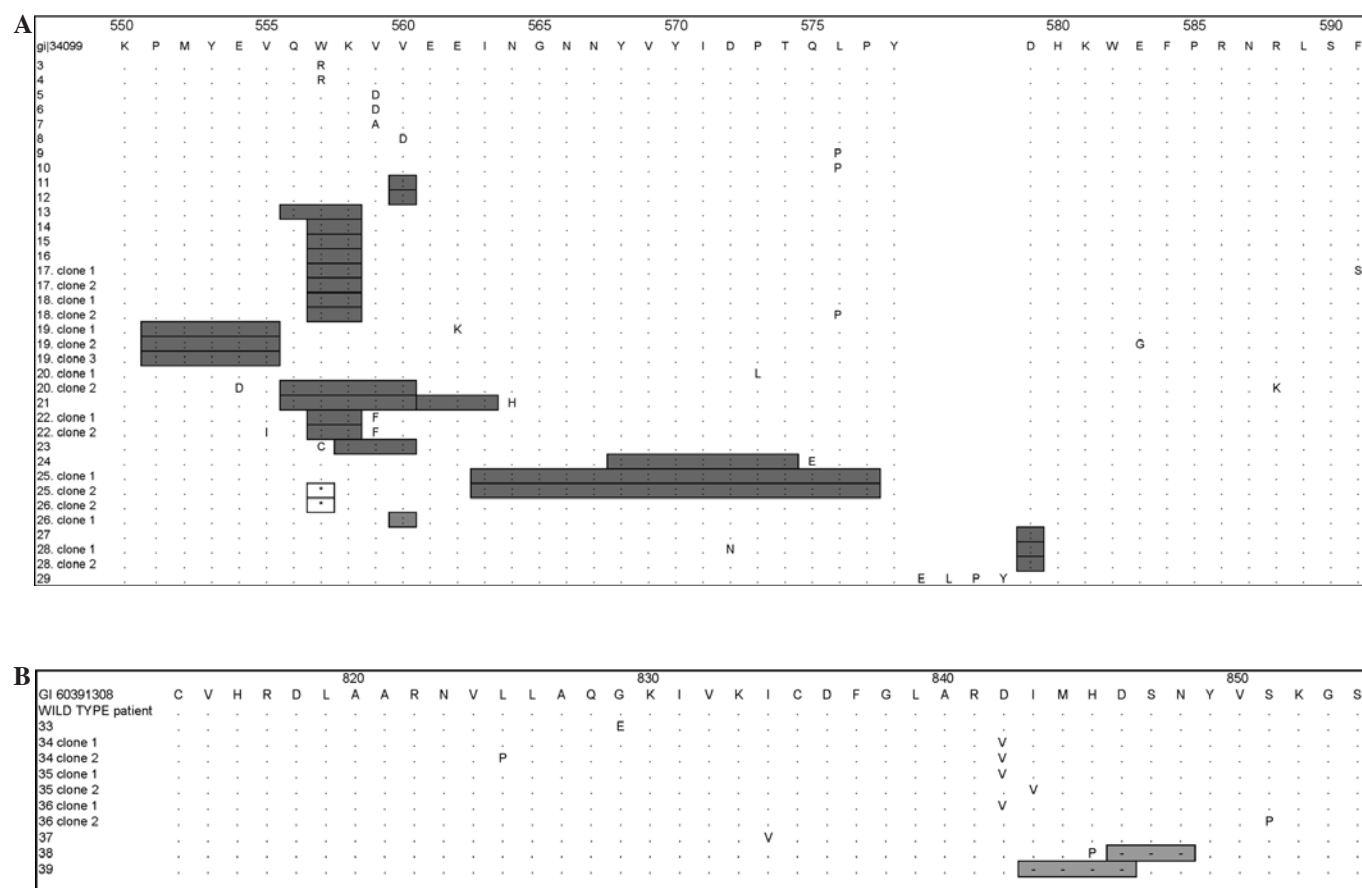 A
550 555 560 565 570 575 580 585 590
gi|34099 K P M Y E V Q W K V V E E I N G N N Y V Y I D P T Q L P Y D H K W E F P R N R L S F
3 R
4 R
5 D
6 D
7 A
8 D
9 P
10 P
11
12
13
14
15
16
17. clone 1 S
17. clone 2
18. clone 1
18. clone 2 P
19. clone 1 K
19. clone 2 G
19. clone 3
20. clone 1 L
20. clone 2 D K
21 H
22. clone 1 F
22. clone 2 I F
23 C
24 E
25. clone 1
25. clone 2 *
26. clone 2 *
26. clone 1
27
28. clone 1 N
28. clone 2
29 E L P Y
B
820 830 840 850
GI 60391308 C V H R D L A A R N V L L A Q G K I V K I C D F G L A R D I M H D S N Y V S K G S
WILD TYPE patient
33 E
34 clone 1 V
34 clone 2 P V
35 clone 1 V
35 clone 2 V
36 clone 1 V
36 clone 2 P
37 V
38 P - - -
39 - - - -